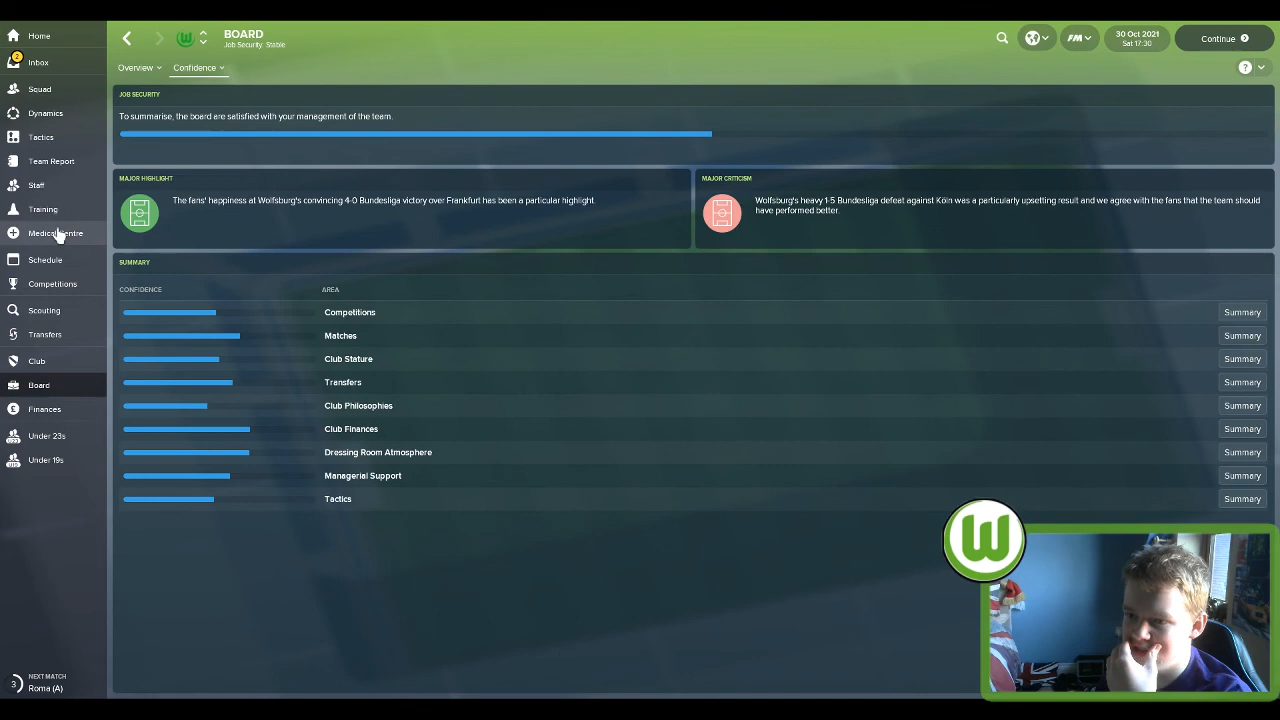 Home
2
Inbox
Squad
Dynamics
Tactics
Team Report
Staff
Training
Medical Centre
Schedule
Competitions
Scouting
Transfers
Club
Board
Finances
Under 23s
Under 19s
3
NEXT MATCH
Roma (A)
BOARD
Job Security: Stable
FM
30 Oct 2021
Sat 17:30
Continue
Overview
Confidence
?
JOB SECURITY
To summarise, the board are satisfied with your management of the team.
MAJOR HIGHLIGHT
The fans' happiness at Wolfsburg's convincing 4-0 Bundesliga victory over Frankfurt has been a particular highlight.
MAJOR CRITICISM
Wolfsburg's heavy 1-5 Bundesliga defeat against Köln was a particularly upsetting result and we agree with the fans that the team should
have performed better.
SUMMARY
CONFIDENCE AREA
Competitions Summary
Matches Summary
Club Stature Summary
Transfers Summary
Club Philosophies Summary
Club Finances Summary
Dressing Room Atmosphere Summary
Managerial Support Summary
Tactics Summary